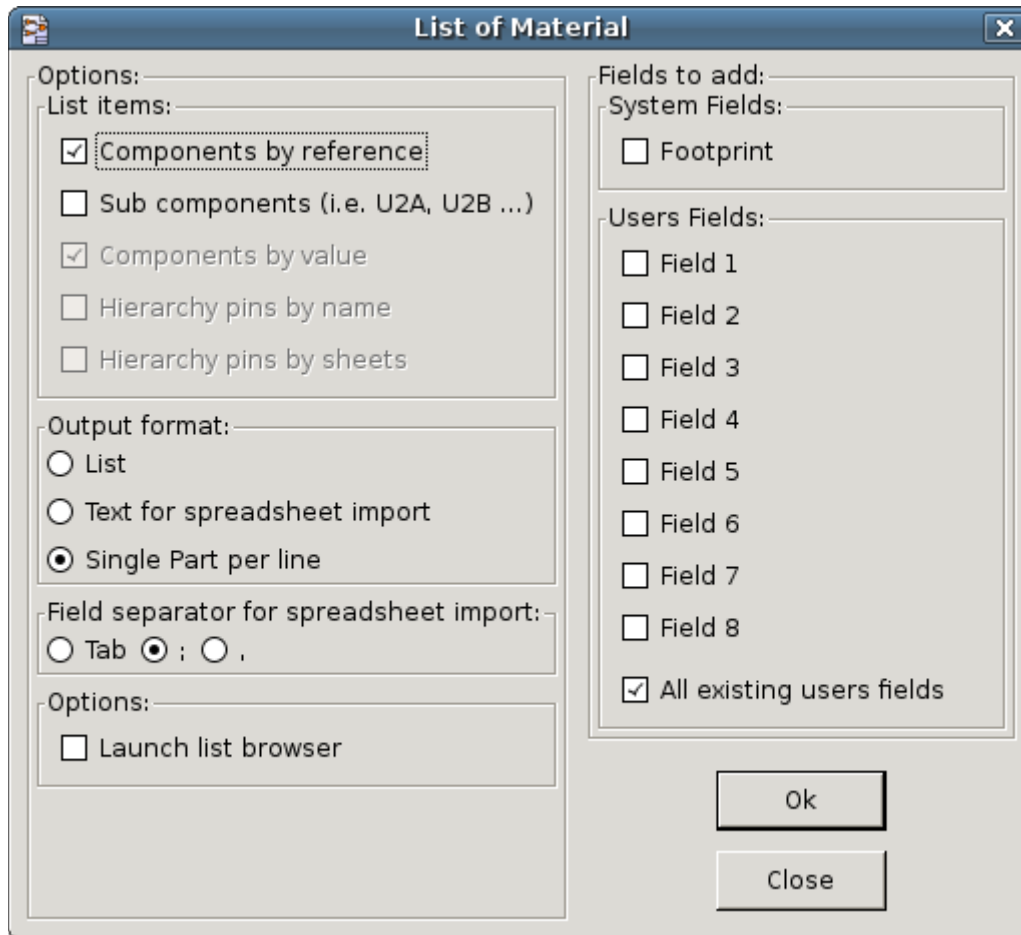 List of Material
Options:
List items:
Components by reference
Sub components (i.e. U2A, U2B ...)
Components by value
Hierarchy pins by name
Hierarchy pins by sheets
Output format:
List
Text for spreadsheet import
Single Part per line
Field separator for spreadsheet import:
Tab ; ,
Options:
Launch list browser
Fields to add:
System Fields:
Footprint
Users Fields:
Field 1
Field 2
Field 3
Field 4
Field 5
Field 6
Field 7
Field 8
All existing users fields
Ok
Close